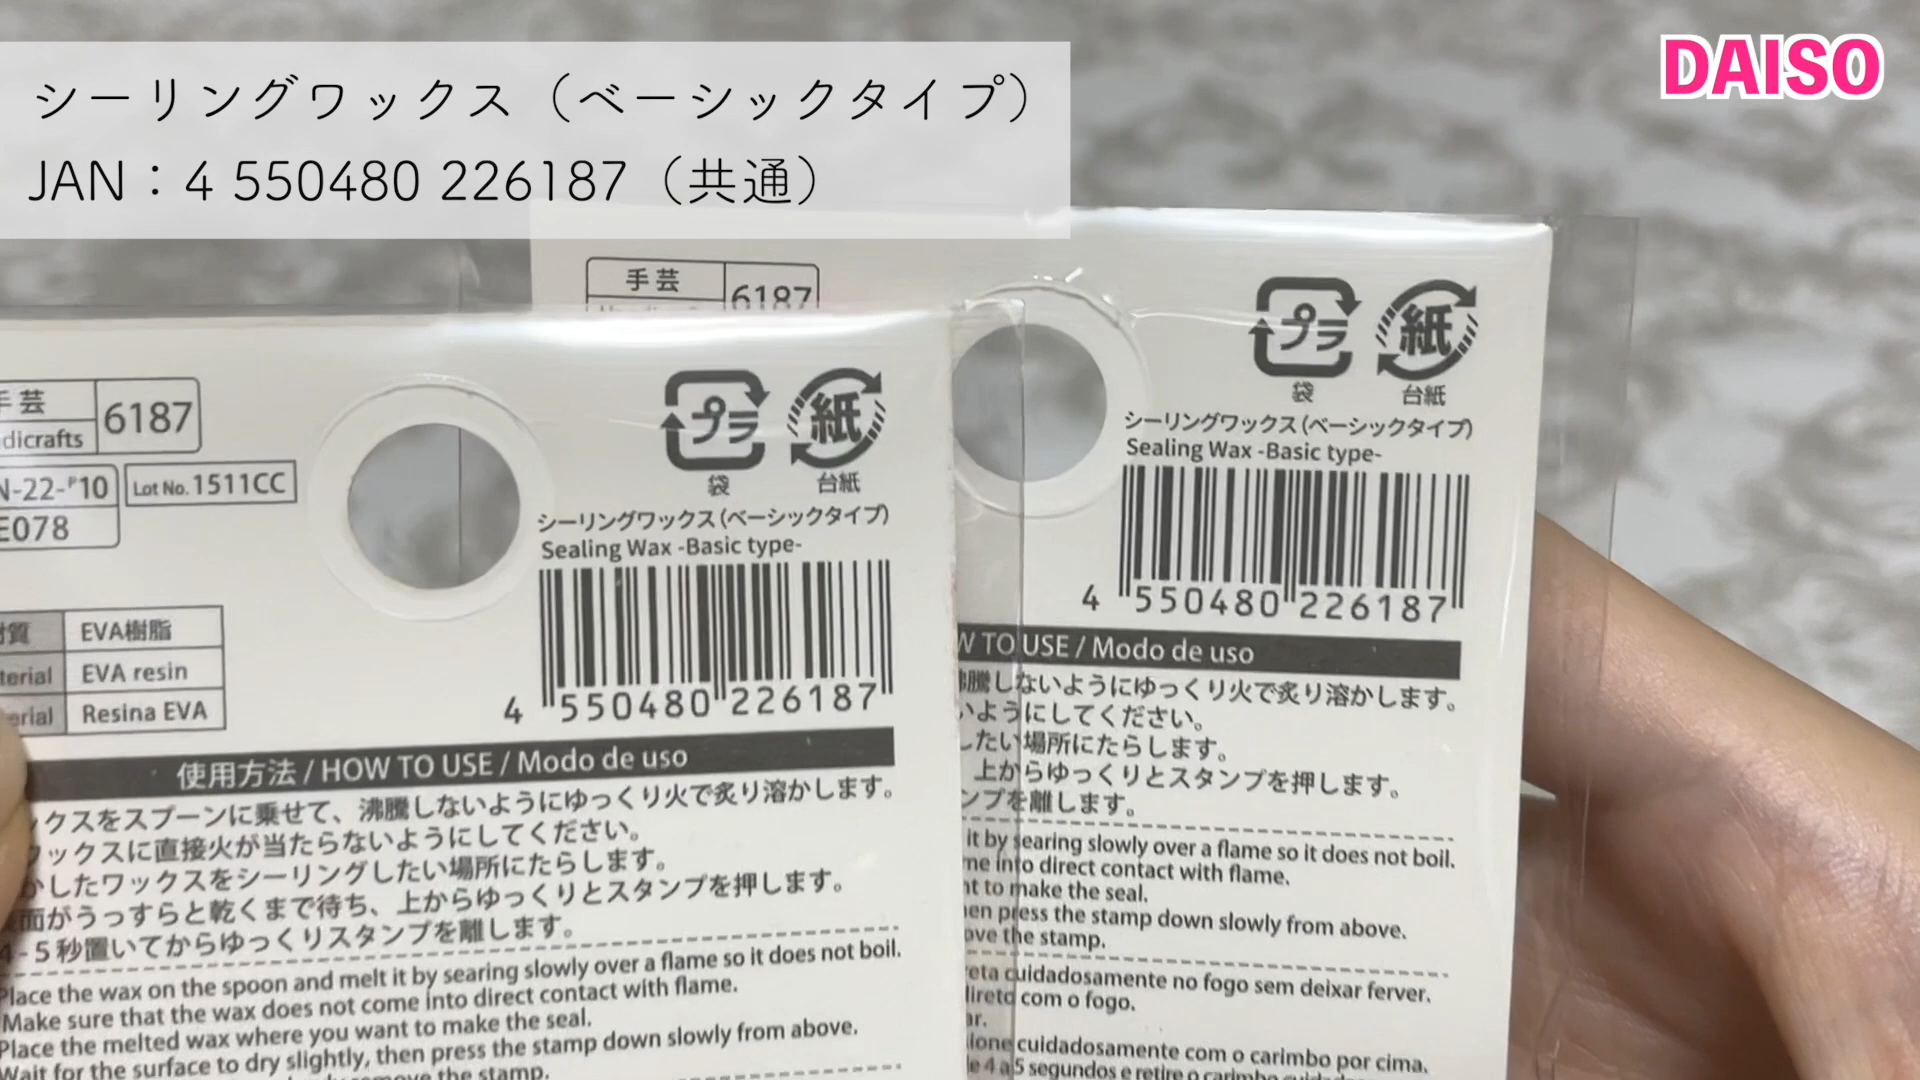 シーリングワックス（ベーシックタイプ）
JAN：4 550480 226187（共通）
DAISO
手芸
6187
プラ
紙
袋
台紙
シーリングワックス（ベーシックタイプ）
Sealing Wax -Basic type-
4 550480 226187
TO USE / Modo de uso
しないようにゆっくり火で炙り溶かします。
いようにしてください。
したい場所にたらします。
上からゆっくりとスタンプを押します。
ンプを離します。
it by searing slowly over a flame so it does not boil.
into direct contact with flame.
to make the seal.
press the stamp down slowly from above.
the stamp.
cuidadosamente no fogo sem deixar ferver.
com o fogo.
cuidadosamente com o carimbo por cima.
4 a 5 segundos e retire o carimbo
手芸
6187
dicrafts
N-22-P10
Lot No. 1511CC
E078
プラ
紙
袋
台紙
シーリングワックス（ベーシックタイプ）
Sealing Wax -Basic type-
4 550480 226187
質
EVA樹脂
terial
EVA resin
erial
Resina EVA
使用方法 / HOW TO USE / Modo de uso
ックスをスプーンに乗せて、沸騰しないようにゆっくり火で炙り溶かします。
ワックスに直接火が当たらないようにしてください。
かしたワックスをシーリングしたい場所にたらします。
面がうっすらと乾くまで待ち、上からゆっくりとスタンプを押します。
4-5秒置いてからゆっくりスタンプを離します。
Place the wax on the spoon and melt it by searing slowly over a flame so it does not boil.
Make sure that the wax does not come into direct contact with flame.
Place the melted wax where you want to make the seal.
Wait for the surface to dry slightly, then press the stamp down slowly from above.
the stamp.